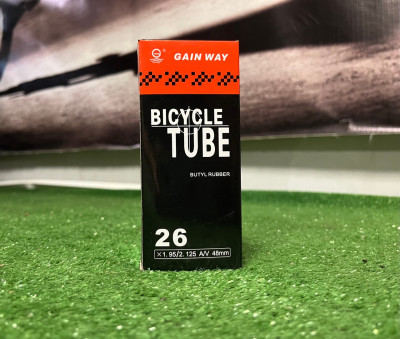 GAIN WAY
BICYCLE
TUBE
BUTYL RUBBER
26
×1.95/2.125 A/V 48mm